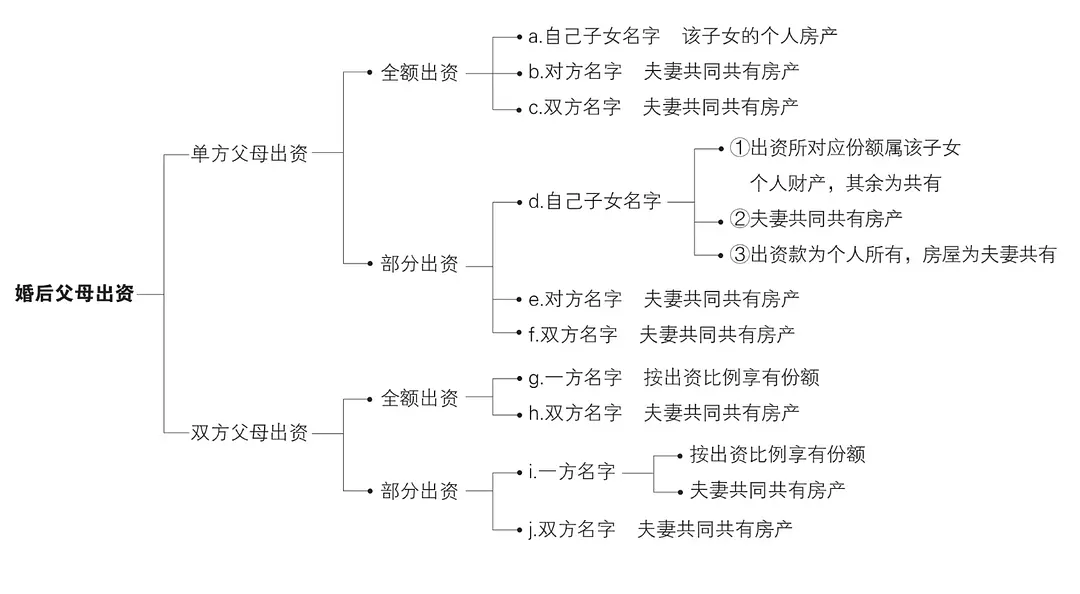 婚后父母出资
单方父母出资
全额出资
a.自己子女名字 该子女的个人房产
b.对方名字 夫妻共同共有房产
c.双方名字 夫妻共同共有房产
部分出资
d.自己子女名字
①出资所对应份额属该子女
个人财产，其余为共有
②夫妻共同共有房产
③出资款为个人所有，房屋为夫妻共有
e.对方名字 夫妻共同共有房产
f.双方名字 夫妻共同共有房产
双方父母出资
全额出资
g.一方名字 按出资比例享有份额
h.双方名字 夫妻共同共有房产
部分出资
i.一方名字
按出资比例享有份额
夫妻共同共有房产
j.双方名字 夫妻共同共有房产